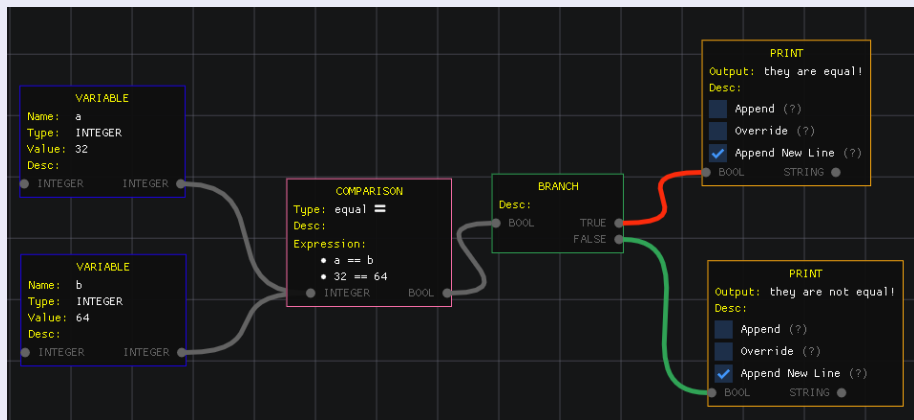 VARIABLE
Name: a
Type: INTEGER
Value: 32
Desc:
INTEGER INTEGER
VARIABLE
Name: b
Type: INTEGER
Value: 64
Desc:
INTEGER INTEGER
COMPARISON
Type: equal =
Desc:
Expression:
• a == b
• 32 == 64
INTEGER BOOL
BRANCH
Desc:
BOOL TRUE
FALSE
PRINT
Output: they are equal!
Desc:
Append (?)
Override (?)
Append New Line (?)
BOOL STRING
PRINT
Output: they are not equal!
Desc:
Append (?)
Override (?)
Append New Line (?)
BOOL STRING